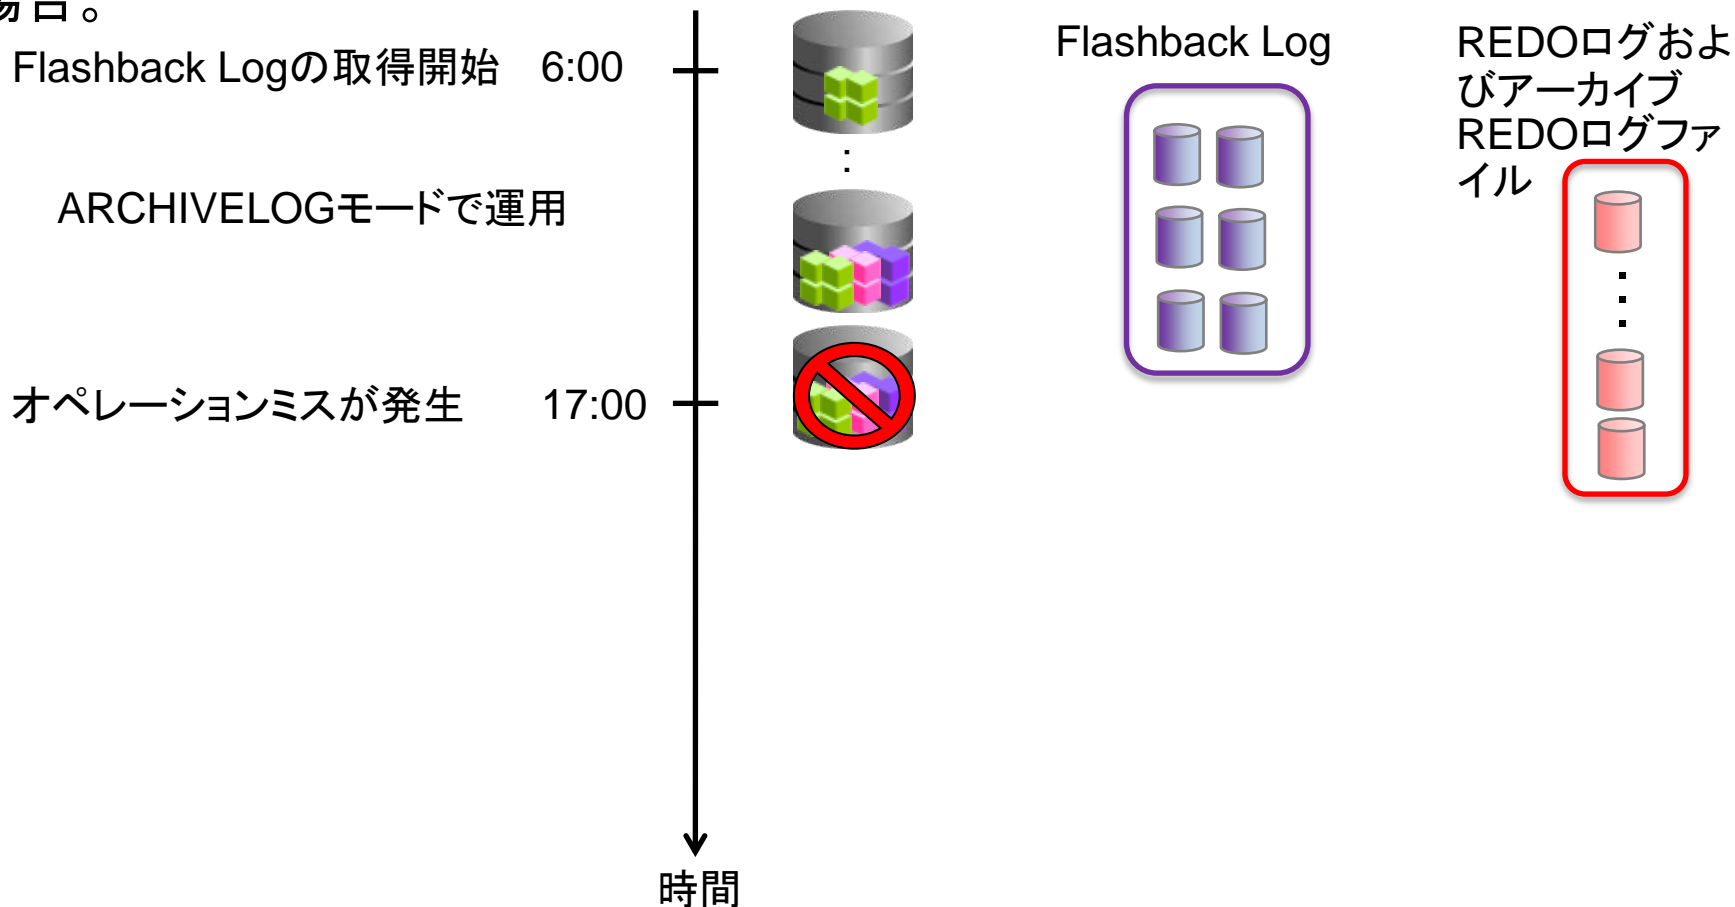 場合。
Flashback Logの取得開始 6:00
ARCHIVELOGモードで運用
オペレーションミスが発生 17:00
時間
:
Flashback Log
REDOログおよ
びアーカイブ
REDOログファ
イル